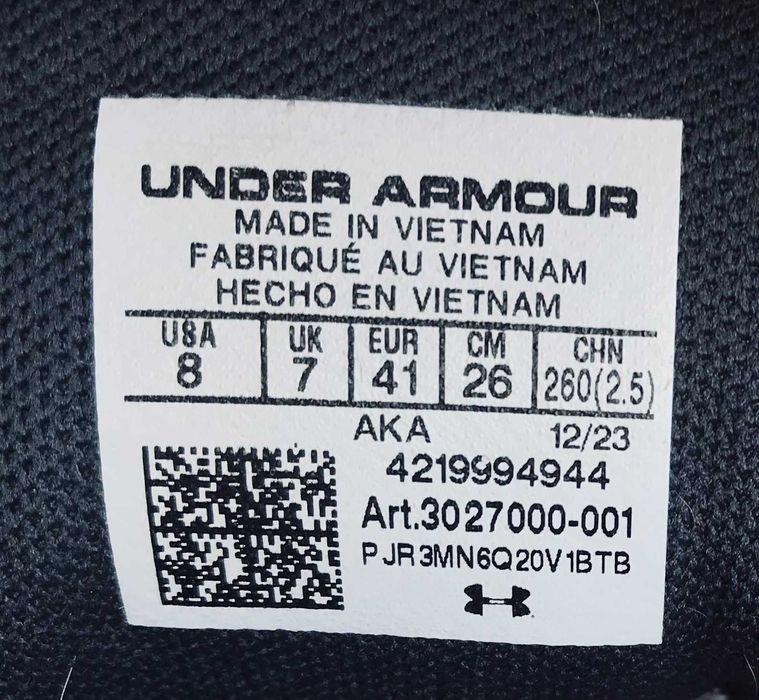 UNDER ARMOUR
MADE IN VIETNAM
FABRIQUÉ AU VIETNAM
HECHO EN VIETNAM
USA UK EUR CM CHN
8 7 41 26 260(2.5)
AKA 12/23
4219994944
Art.3027000-001
PJR3MN6Q20V1BTB